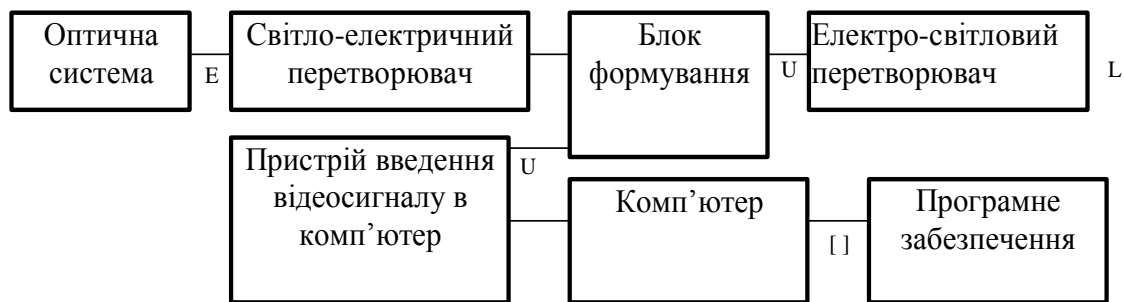 Оптична
система
E
Світло-електричний
перетворювач
Блок
формування
U
Електро-світловий
перетворювач
L
Пристрій введення
відеосигналу в
комп’ютер
U
Комп’ютер
[ ]
Програмне
забезпечення